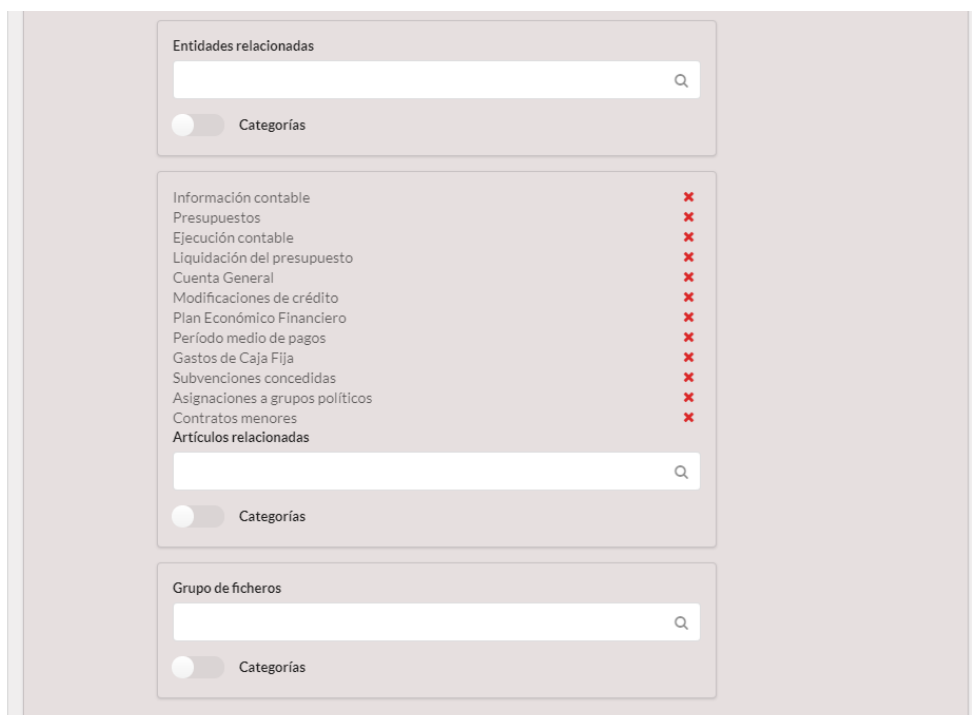 Entidades relacionadas
Categorías
Información contable
Presupuestos
Ejecución contable
Liquidación del presupuesto
Cuenta General
Modificaciones de crédito
Plan Económico Financiero
Período medio de pagos
Gastos de Caja Fija
Subvenciones concedidas
Asignaciones a grupos políticos
Contratos menores
Artículos relacionadas
Categorías
Grupo de ficheros
Categorías